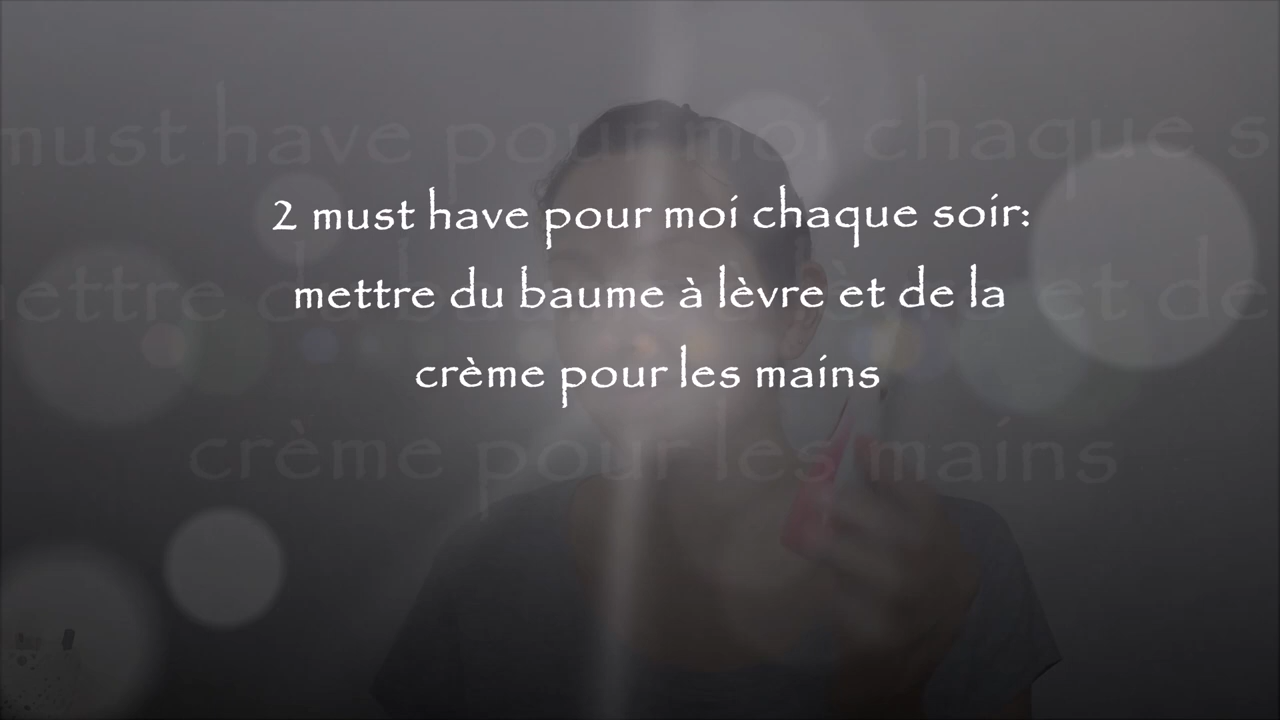 2 must have pour moi chaque soir:
mettre du baume à lèvre et de la
crème pour les mains